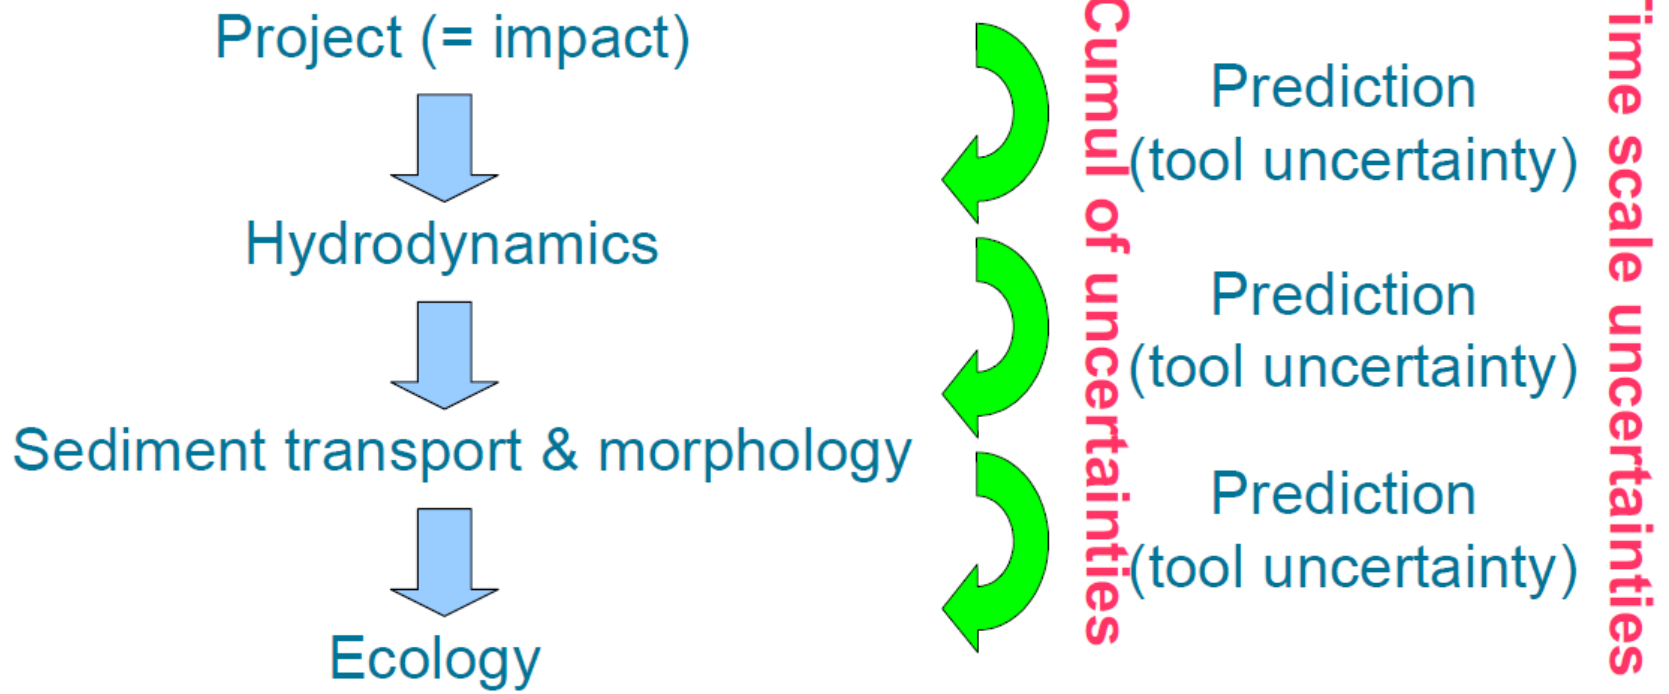 Project (= impact)
Hydrodynamics
Sediment transport & morphology
Ecology
Cumul of uncertainties
Prediction
(tool uncertainty)
Prediction
(tool uncertainty)
Prediction
(tool uncertainty)
Time scale uncertainties